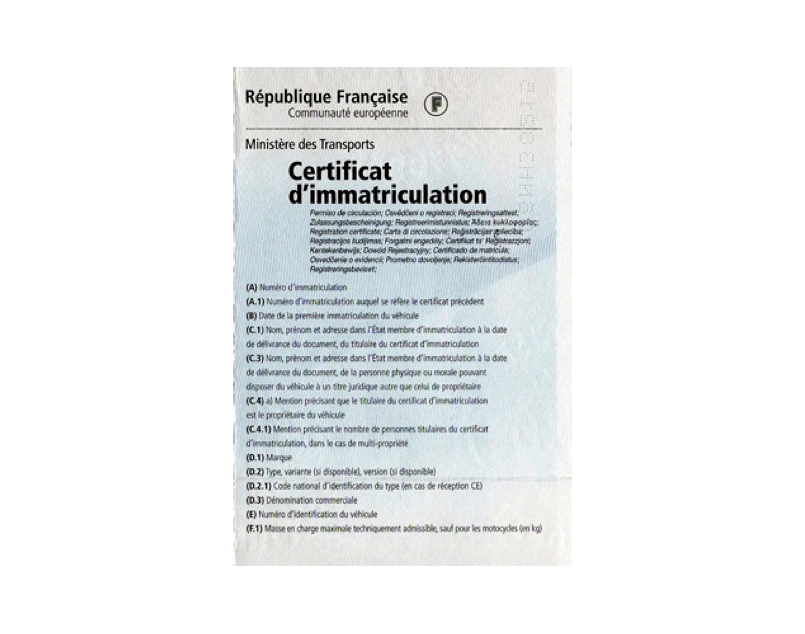 République Française
Communauté européenne
F
Ministère des Transports
Certificat
d'immatriculation
Permiso de circulación; Osvědčení o registraci; Registreringsattest;
Zulassungsbescheinigung; Registreerimistunnistus; Άδεια κυκλοφορίας;
Registration certificate; Carta di circolazione; Reģistrācijas apliecība;
Registracijos liudijimas; Forgalmi engedély; Ċertifikat ta' Reġistrazzjoni;
Kentekenbewijs; Dowód Rejestracyjny; Certificado de matrícula;
Osvedčenie o evidencii; Prometno dovoljenje; Rekisteröintitodistus;
Registreringsbeviset;
(A) Numéro d'immatriculation
(A.1) Numéro d'immatriculation auquel se réfère le certificat précédent
(B) Date de la première immatriculation du véhicule
(C.1) Nom, prénom et adresse dans l'État membre d'immatriculation à la date
de délivrance du document, du titulaire du certificat d'immatriculation
(C.3) Nom, prénom et adresse dans l'État membre d'immatriculation à la date
de délivrance du document, de la personne physique ou morale pouvant
disposer du véhicule à un titre juridique autre que celui de propriétaire
(C.4) a) Mention précisant que le titulaire du certificat d'immatriculation
est le propriétaire du véhicule
(C.4.1) Mention précisant le nombre de personnes titulaires du certificat
d'immatriculation, dans le cas de multi-propriété
(D.1) Marque
(D.2) Type, variante (si disponible), version (si disponible)
(D.2.1) Code national d'identification du type (en cas de réception CE)
(D.3) Dénomination commerciale
(E) Numéro d'identification du véhicule
(F.1) Masse en charge maximale techniquement admissible, sauf pour les motocycles (en kg)